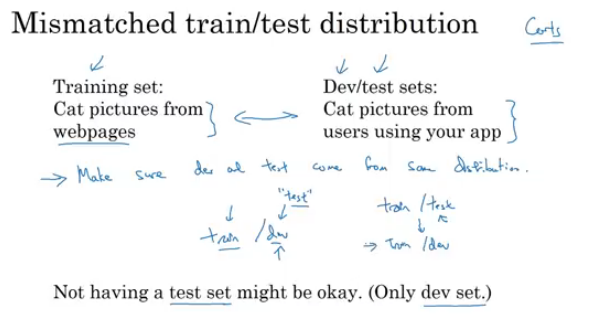 Mismatched train/test distribution
Cats
Training set:
Cat pictures from
webpages
Dev/test sets:
Cat pictures from
users using your app
→ Make sure dev ad test come from same distribution.
"test"
train / dev
train / test
→ train / dev
Not having a test set might be okay. (Only dev set.)